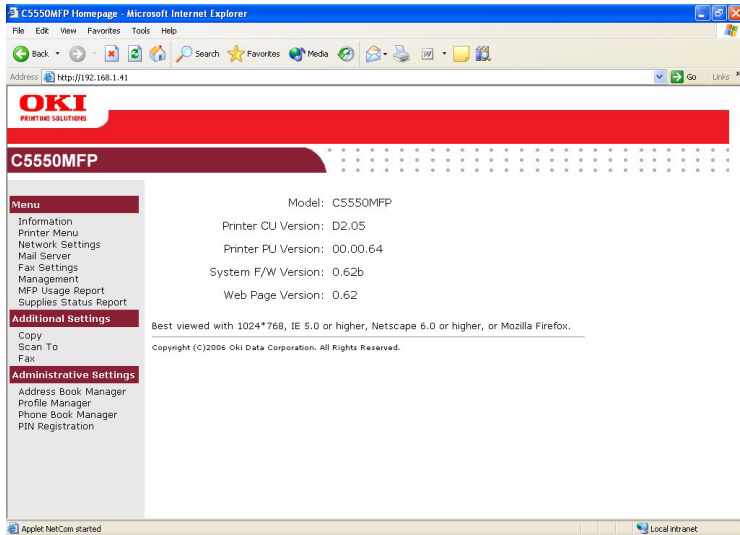 C5550MFP Homepage - Microsoft Internet Explorer
File Edit View Favorites Tools Help
Back Search Favorites Media
Address http://192.168.1.41 Go Links »
OKI
PRINTING SOLUTIONS
C5550MFP
Menu
Information
Printer Menu
Network Settings
Mail Server
Fax Settings
Management
MFP Usage Report
Supplies Status Report
Additional Settings
Copy
Scan To
Fax
Administrative Settings
Address Book Manager
Profile Manager
Phone Book Manager
PIN Registration
Model: C5550MFP
Printer CU Version: D2.05
Printer PU Version: 00.00.64
System F/W Version: 0.62b
Web Page Version: 0.62
Best viewed with 1024*768, IE 5.0 or higher, Netscape 6.0 or higher, or Mozilla Firefox.
Copyright (C)2006 Oki Data Corporation. All Rights Reserved.
Applet NetCom started Local intranet